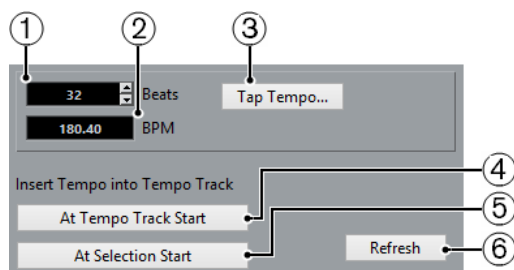 1 2 3
32 Beats Tap Tempo...
180.40 BPM
Insert Tempo into Tempo Track
4
At Tempo Track Start
5
At Selection Start Refresh 6